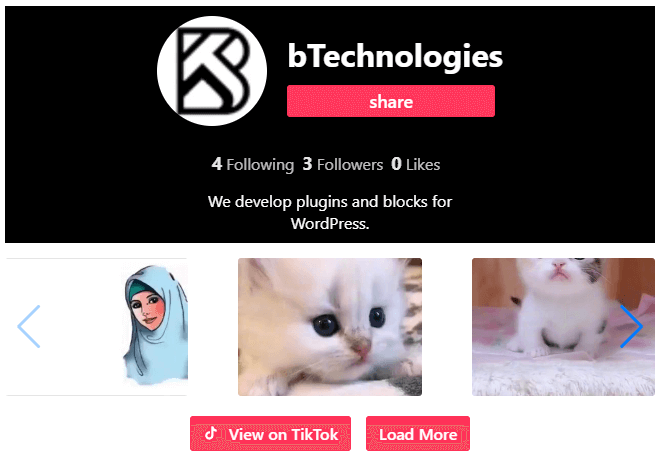 bTechnologies
share
4 Following 3 Followers 0 Likes
We develop plugins and blocks for
WordPress.
View on TikTok
Load More